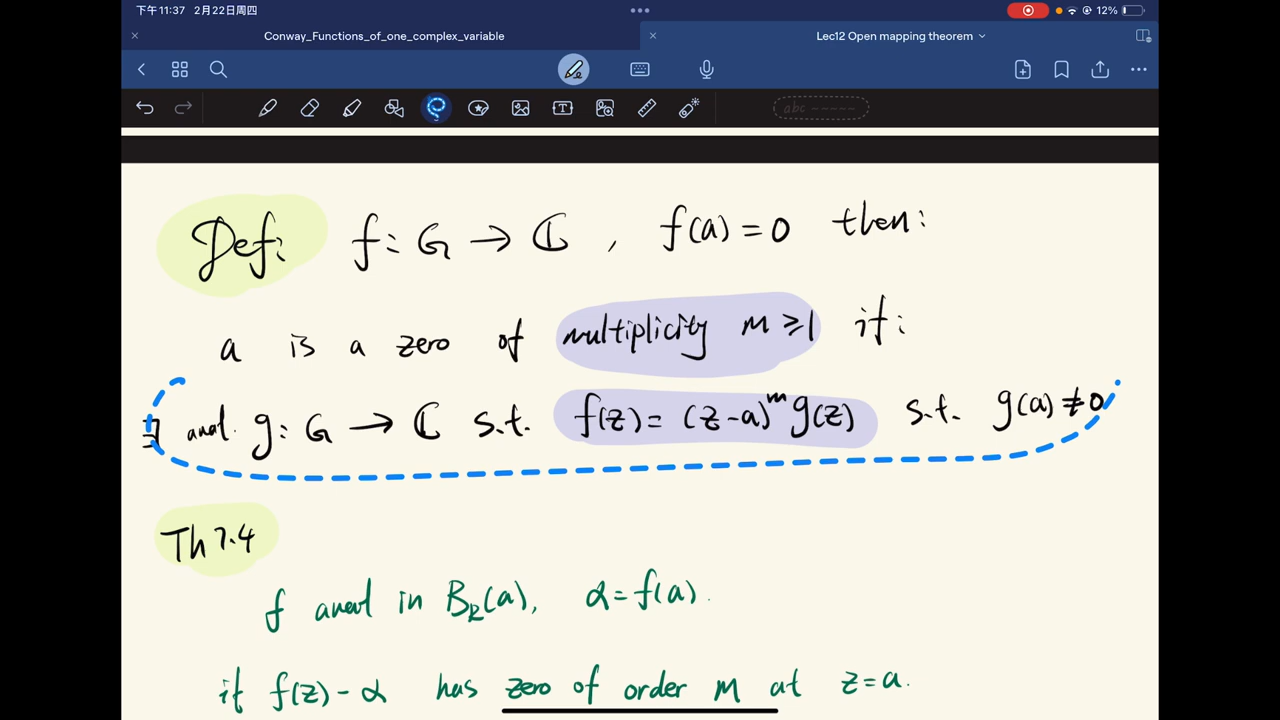 下午11:37 2月22日周四
12%
Conway_Functions_of_one_complex_variable
Lec12 Open mapping theorem
abc
Def: f: G → ℂ , f(a) = 0 then:
a is a zero of multiplicity m ≥ 1 if:
∃ anal. g: G → ℂ s.t. f(z) = (z-a)^m g(z) s.t. g(a) ≠ 0
Th 7.4
f anal in B_R(a), α = f(a).
if f(z) - α has zero of order m at z = a.